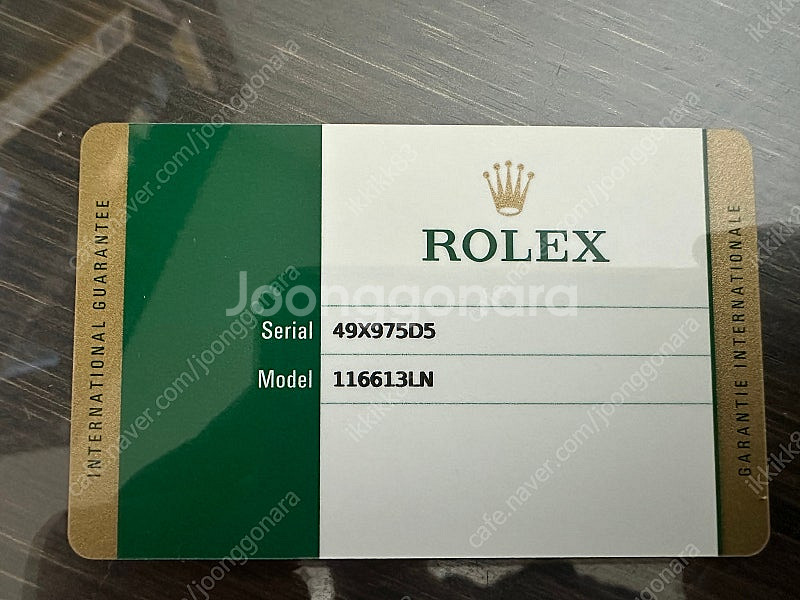 INTERNATIONAL GUARANTEE
ROLEX
Joonggonara
Serial 49X975D5
Model 116613LN
GARANTIE INTERNATIONALE
cafe.naver.com/joonggonara
ikkikk83